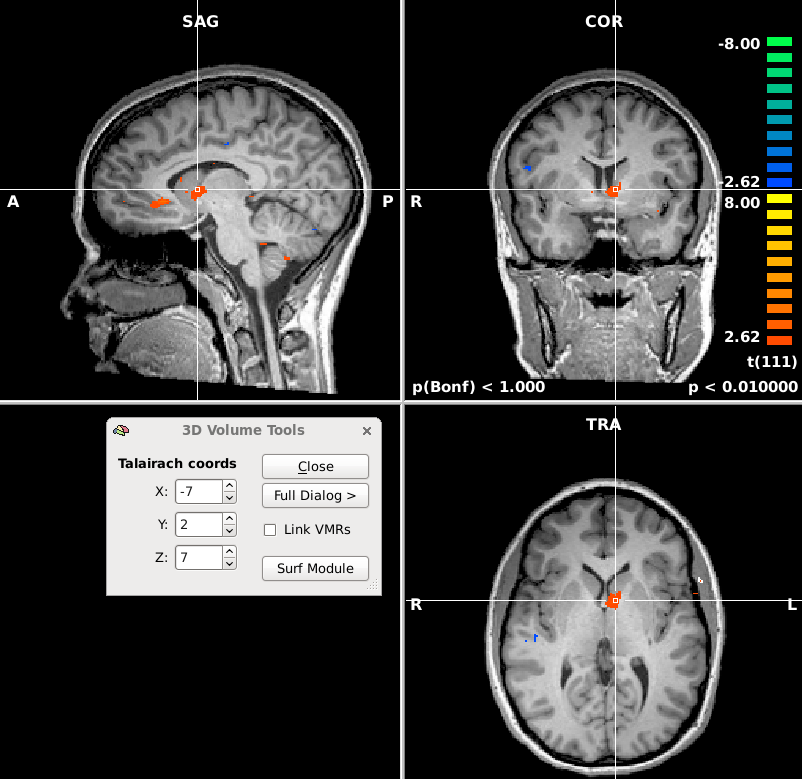 SAG
A
P
COR
-8.00
-2.62
8.00
2.62
t(111)
R
p(Bonf) < 1.000
p < 0.010000
3D Volume Tools
Talairach coords
X: -7
Y: 2
Z: 7
Close
Full Dialog >
Link VMRs
Surf Module
TRA
R
L